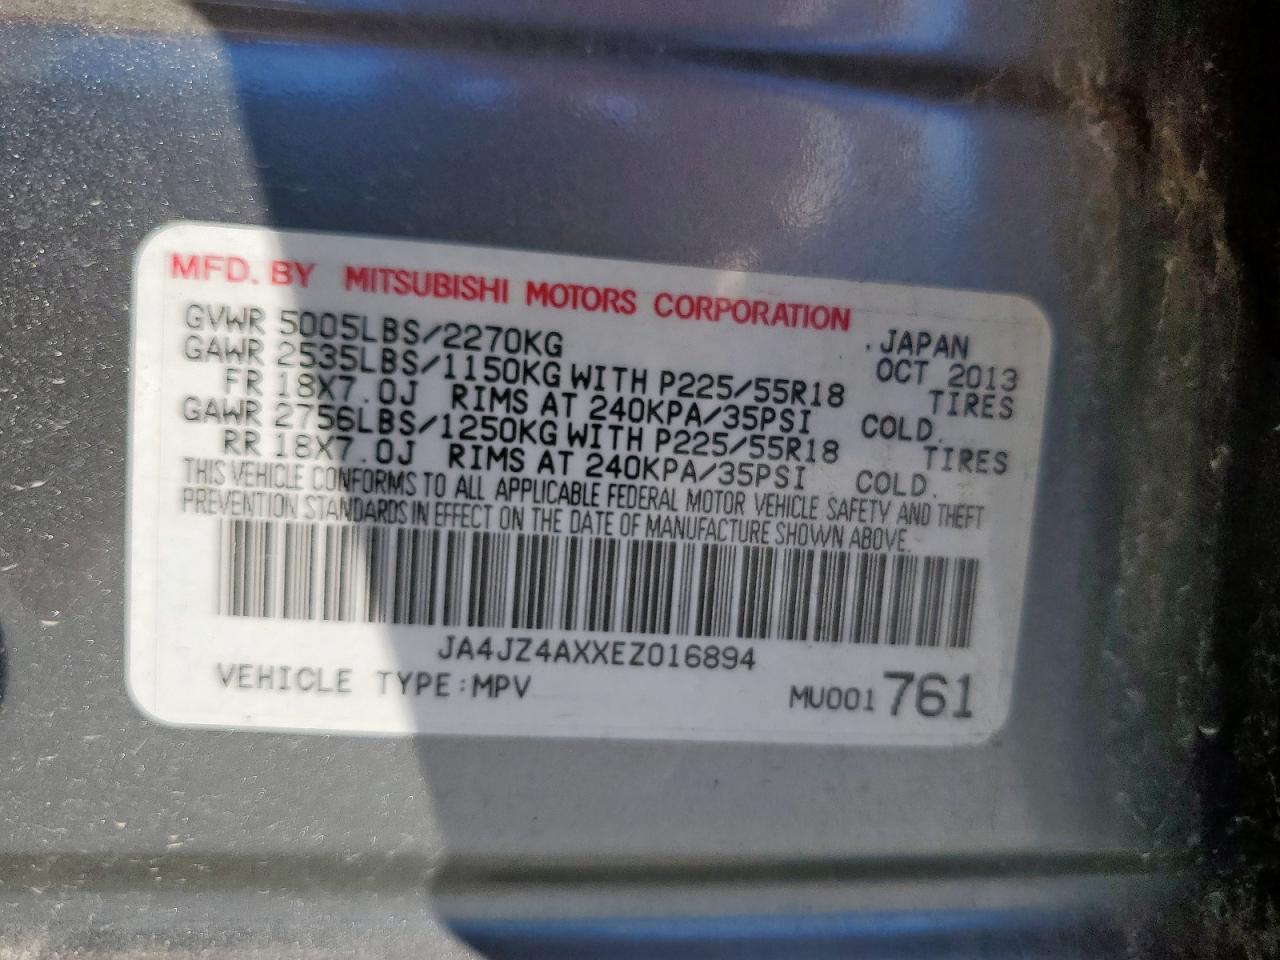 MFD. BY MITSUBISHI MOTORS CORPORATION
GVWR 5005LBS/2270KG . JAPAN
GAWR 2535LBS/1150KG WITH P225/55R18 OCT 2013
FR 18X7.0J RIMS AT 240KPA/35PSI TIRES
GAWR 2756LBS/1250KG WITH P225/55R18 COLD.
RR 18X7.0J RIMS AT 240KPA/35PSI TIRES
COLD.
THIS VEHICLE CONFORMS TO ALL APPLICABLE FEDERAL MOTOR VEHICLE SAFETY AND THEFT
PREVENTION STANDARDS IN EFFECT ON THE DATE OF MANUFACTURE SHOWN ABOVE.
JA4JZ4AXXEZ016894
VEHICLE TYPE:MPV MU001 761